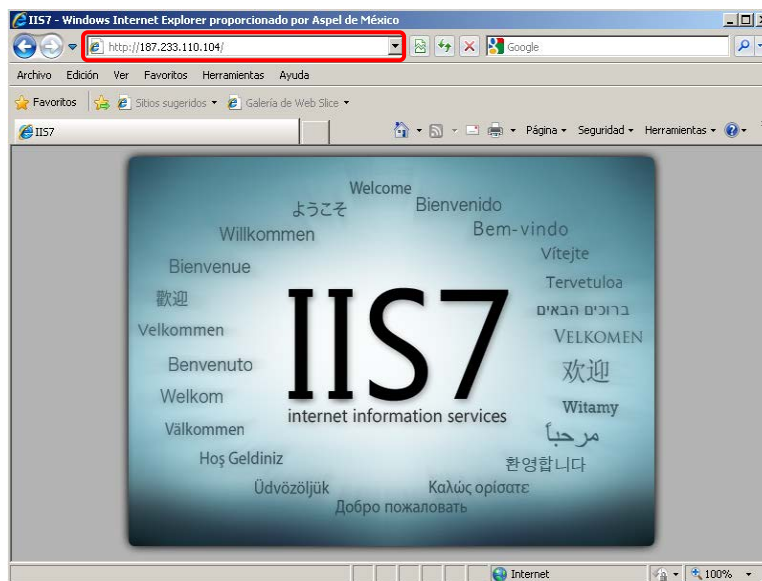 IIS7 - Windows Internet Explorer proporcionado por Aspel de México
http://187.233.110.104/
Google
Archivo Edición Ver Favoritos Herramientas Ayuda
Favoritos Sitios sugeridos Galería de Web Slice
IIS7 Página Seguridad Herramientas
Welcome
ようこそ Bienvenido
Willkommen Bem-vindo
Vítejte
Bienvenue
Tervetuloa
歡迎
ברוכים הבאים
Velkommen
VELKOMEN
IIS7
Benvenuto
欢迎
Welkom
Witamy
internet information services
Välkommen
مرحباً
Hoş Geldiniz
환영합니다
Üdvözöljük Καλώς ορίσατε
Добро пожаловать
Internet 100%